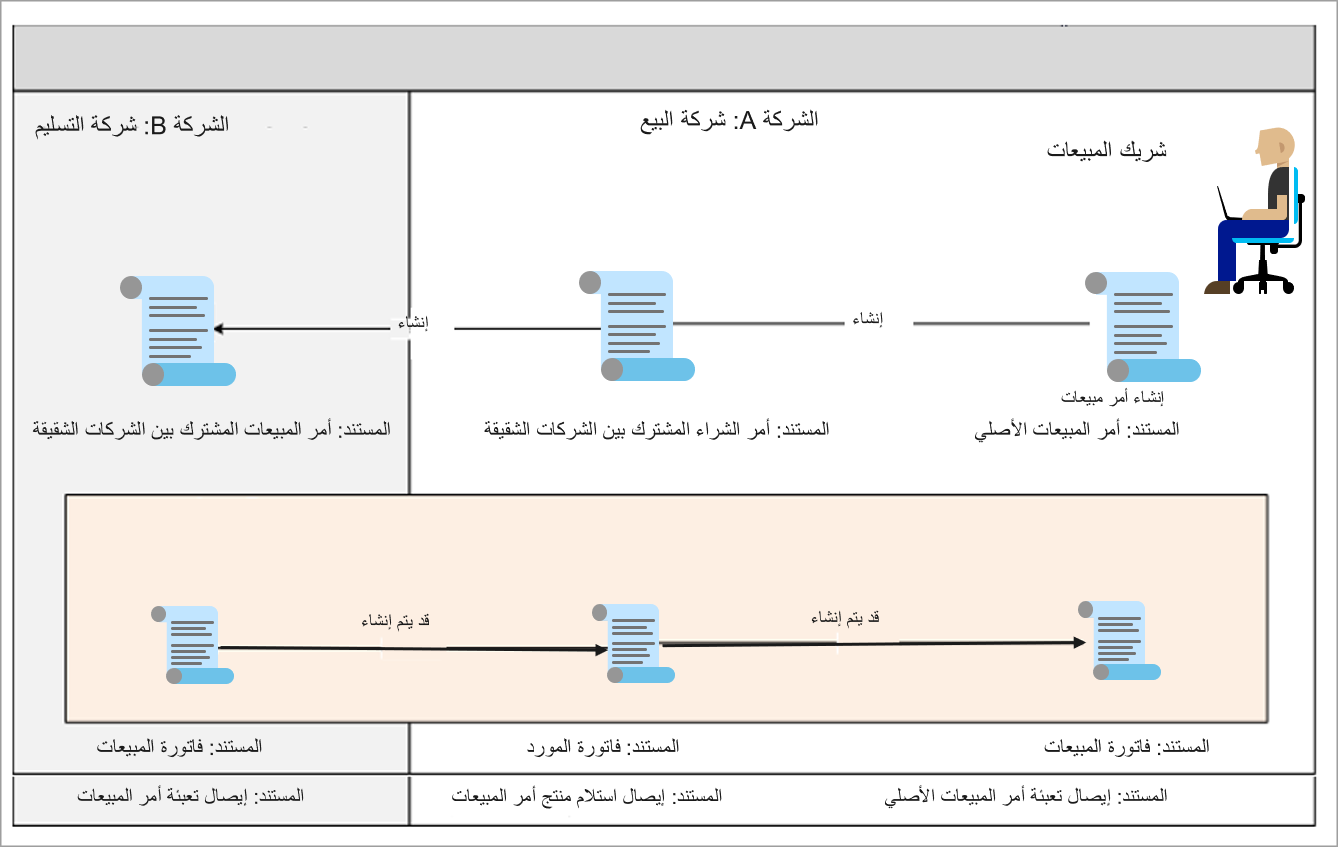 الشركة A: شركة البيع
الشركة B: شركة التسليم
شريك المبيعات
إنشاء
إنشاء
إنشاء أمر مبيعات
المستند: أمر المبيعات الأصلي
المستند: أمر الشراء المشترك بين الشركات الشقيقة
المستند: أمر المبيعات المشترك بين الشركات الشقيقة
قد يتم إنشاء
قد يتم إنشاء
المستند: فاتورة المبيعات
المستند: فاتورة المورد
المستند: فاتورة المبيعات
المستند: إيصال تعبئة أمر المبيعات الأصلي
المستند: إيصال استلام منتج أمر المبيعات
المستند: إيصال تعبئة أمر المبيعات